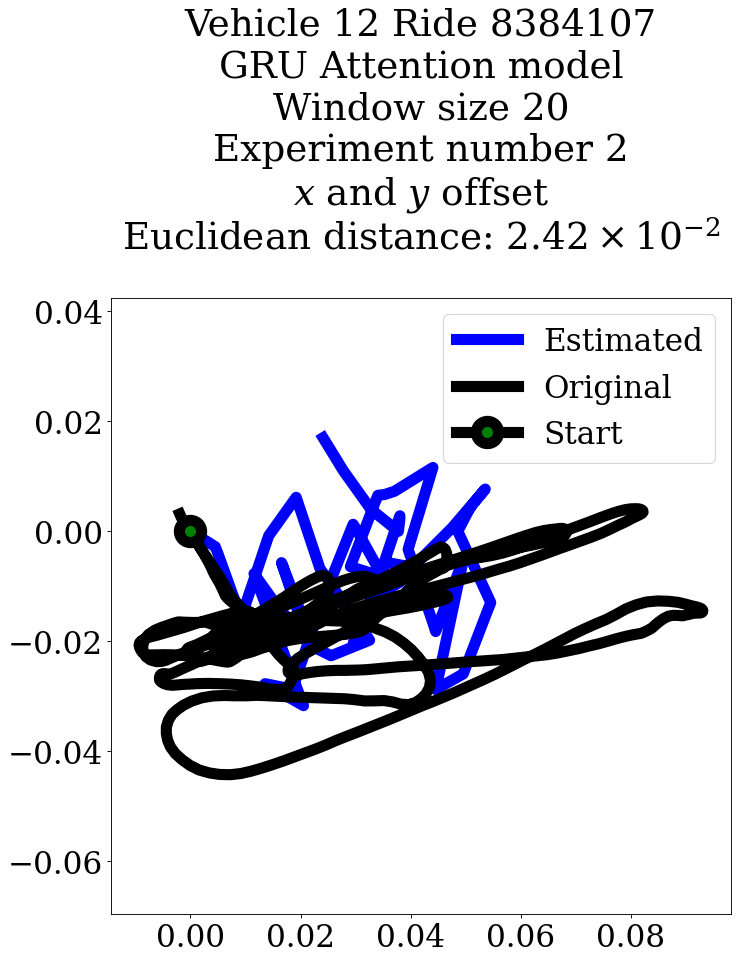 Vehicle 12 Ride 8384107
GRU Attention model
Window size 20
Experiment number 2
x and y offset
Euclidean distance: 2.42 × 10⁻²
Estimated
Original
Start
0.04
0.02
0.00
−0.02
−0.04
−0.06
0.00 0.02 0.04 0.06 0.08